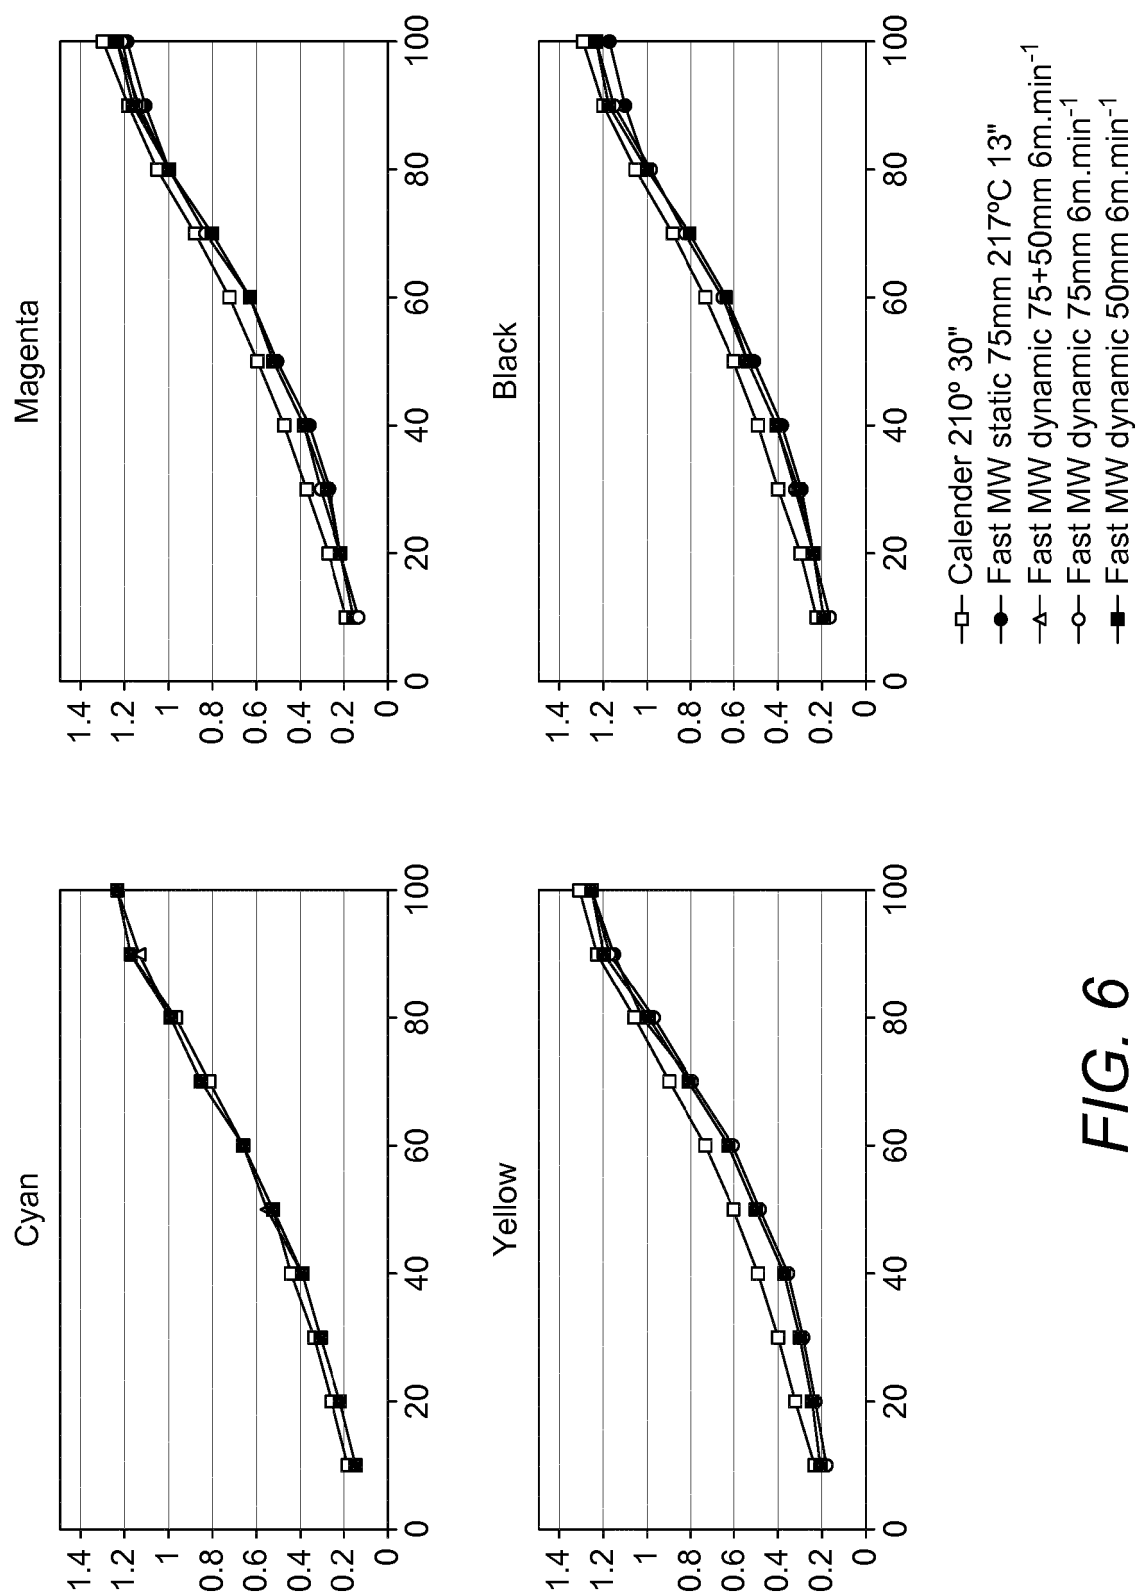 Cyan
1.4
1.2
1
0.8
0.6
0.4
0.2
0
0 20 40 60 80 100
Magenta
1.4
1.2
1
0.8
0.6
0.4
0.2
0
0 20 40 60 80 100
Yellow
1.4
1.2
1
0.8
0.6
0.4
0.2
0
0 20 40 60 80 100
Black
1.4
1.2
1
0.8
0.6
0.4
0.2
0
0 20 40 60 80 100
Calender 210º 30"
Fast MW static 75mm 217ºC 13"
Fast MW dynamic 75+50mm 6m.min⁻¹
Fast MW dynamic 75mm 6m.min⁻¹
Fast MW dynamic 50mm 6m.min⁻¹
FIG. 6